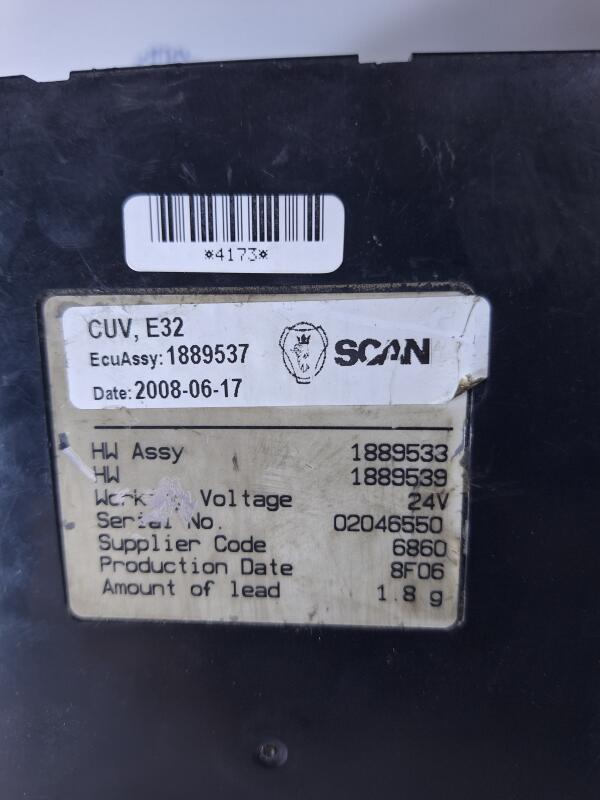 *4173*
CUV, E32
EcuAssy: 1889537
SCAN
Date: 2008-06-17
HW Assy 1889533
HW 1889539
Voltage 24V
Serial No. 02046550
Supplier Code 6860
Production Date 8F06
Amount of lead 1.8 g